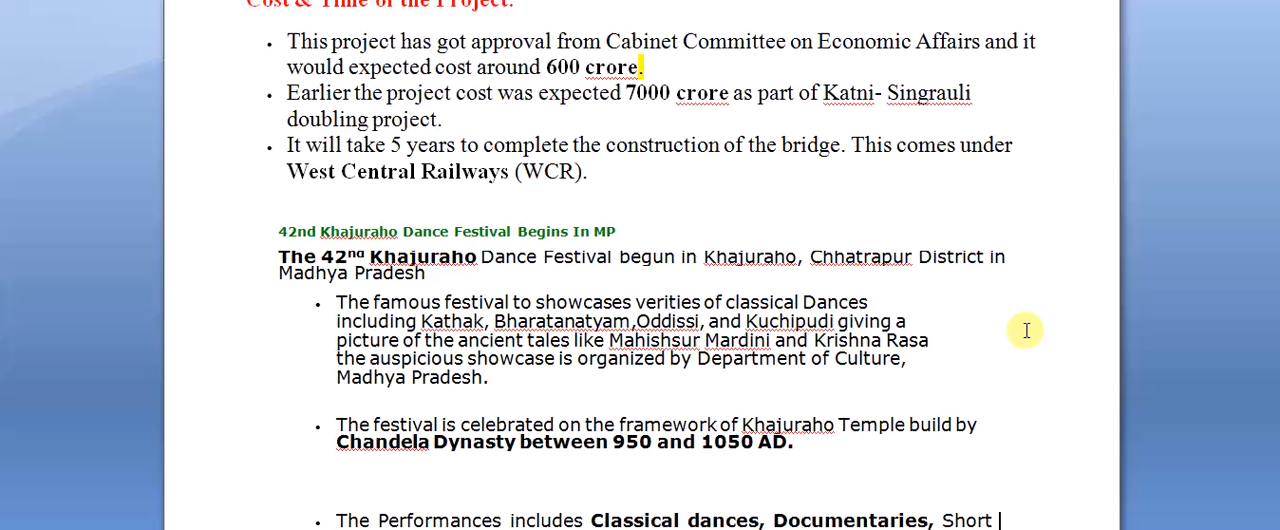 Cost & Time of the Project:
• This project has got approval from Cabinet Committee on Economic Affairs and it
would expected cost around 600 crore.
• Earlier the project cost was expected 7000 crore as part of Katni- Singrauli
doubling project.
• It will take 5 years to complete the construction of the bridge. This comes under
West Central Railways (WCR).
42nd Khajuraho Dance Festival Begins In MP
The 42nd Khajuraho Dance Festival begun in Khajuraho, Chhatrapur District in
Madhya Pradesh
• The famous festival to showcases verities of classical Dances
including Kathak, Bharatanatyam,Oddissi, and Kuchipudi giving a
picture of the ancient tales like Mahishsur Mardini and Krishna Rasa
the auspicious showcase is organized by Department of Culture,
Madhya Pradesh.
• The festival is celebrated on the framework of Khajuraho Temple build by
Chandela Dynasty between 950 and 1050 AD.
• The Performances includes Classical dances, Documentaries, Short